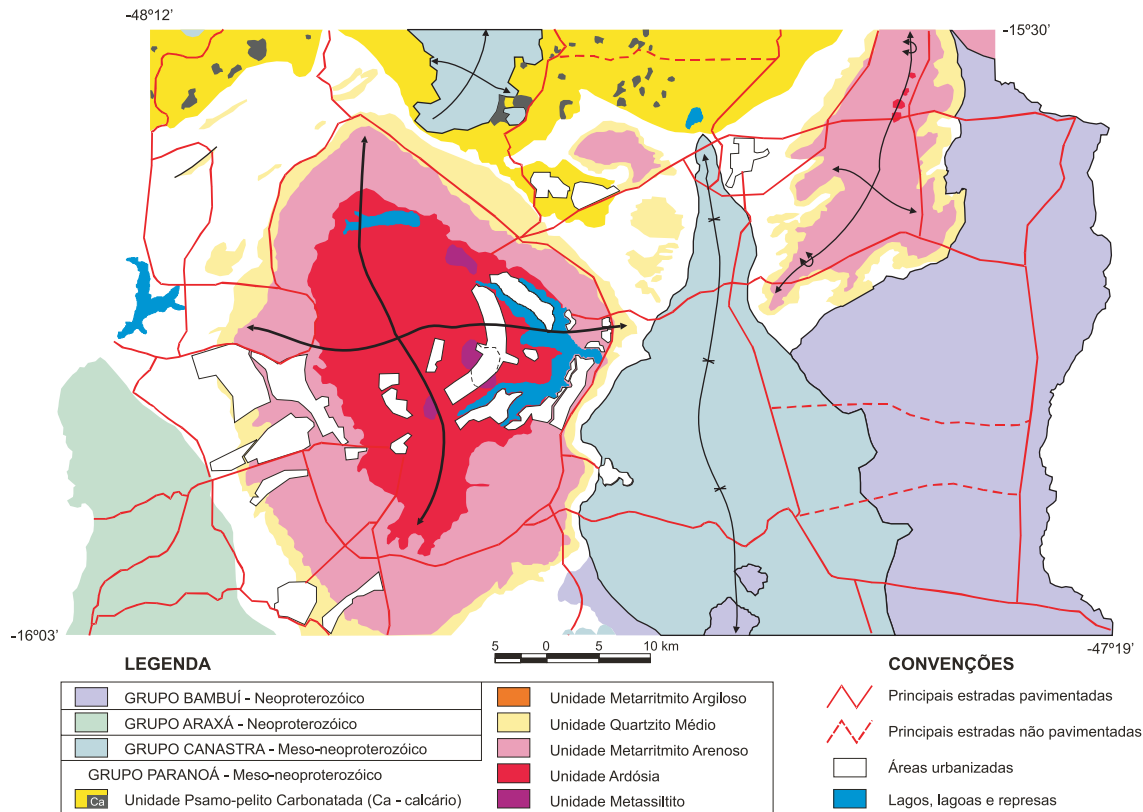 -48º12'
-15º30'
-16º03'
-47º19'
5 0 5 10 km
LEGENDA
GRUPO BAMBUÍ - Neoproterozóico
GRUPO ARAXÁ - Neoproterozóico
GRUPO CANASTRA - Meso-neoproterozóico
GRUPO PARANOÁ - Meso-neoproterozóico
Ca
Unidade Psamo-pelito Carbonatada (Ca - calcário)
Unidade Metarritmito Argiloso
Unidade Quartzito Médio
Unidade Metarritmito Arenoso
Unidade Ardósia
Unidade Metassiltito
CONVENÇÕES
Principais estradas pavimentadas
Principais estradas não pavimentadas
Áreas urbanizadas
Lagos, lagoas e represas